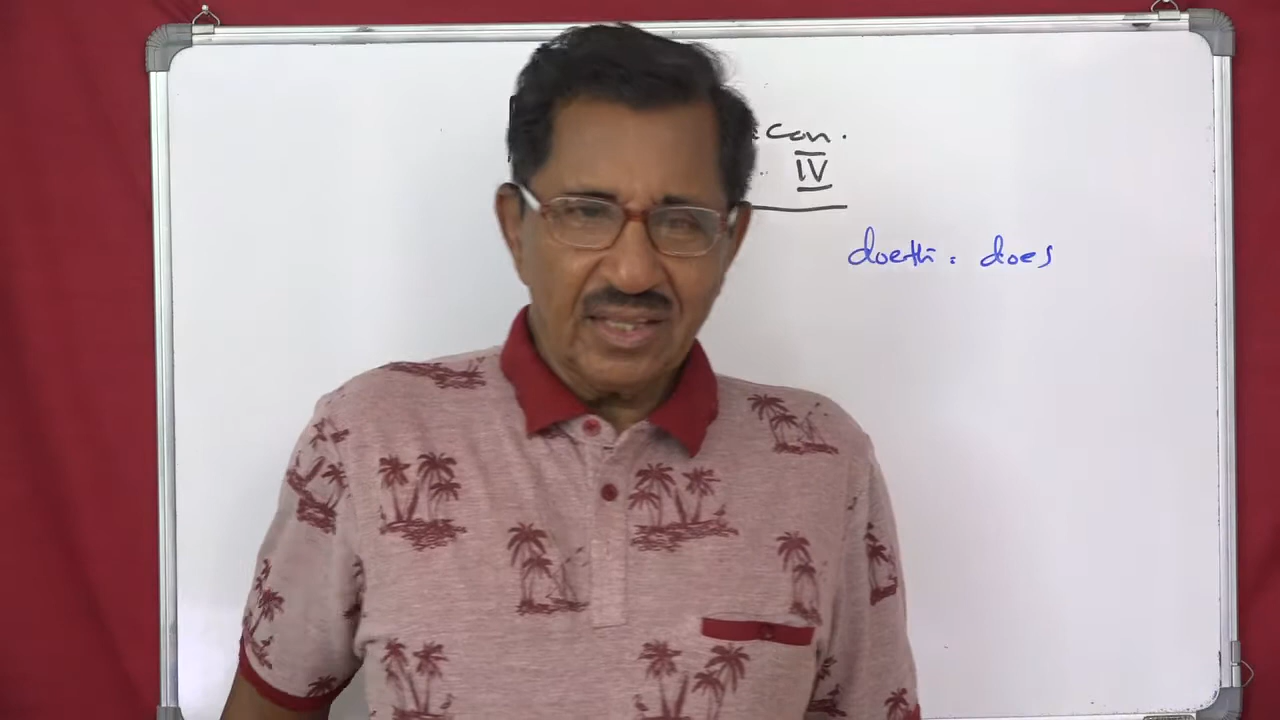 con.
IV
doeth = does